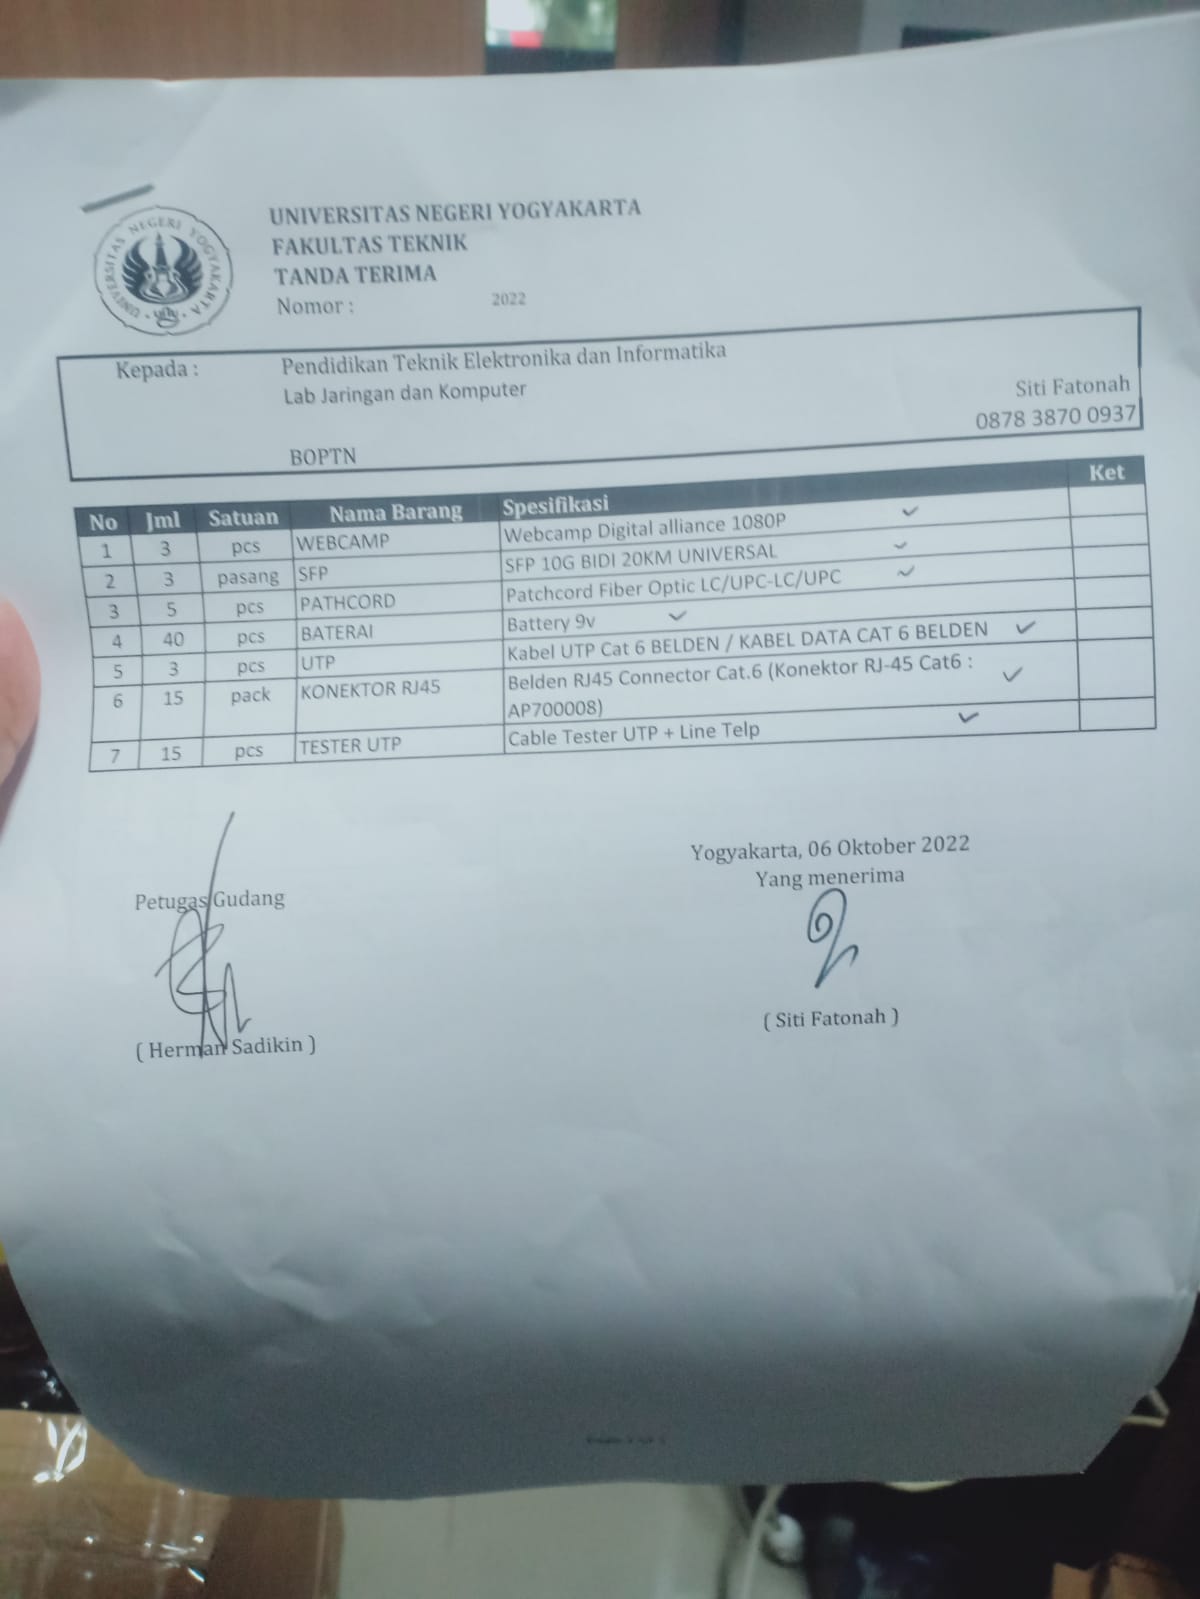 UNIVERSITAS NEGERI YOGYAKARTA
UNIVERSITAS NEGERI YOGYAKARTA
FAKULTAS TEKNIK
TANDA TERIMA
Nomor : 2022
Kepada : Pendidikan Teknik Elektronika dan Informatika
Lab Jaringan dan Komputer
Siti Fatonah
0878 3870 0937
BOPTN
No Jml Satuan Nama Barang Spesifikasi Ket
1 3 pcs WEBCAMP Webcamp Digital alliance 1080P
2 3 pasang SFP SFP 10G BIDI 20KM UNIVERSAL
3 5 pcs PATHCORD Patchcord Fiber Optic LC/UPC-LC/UPC
4 40 pcs BATERAI Battery 9v
5 3 pcs UTP Kabel UTP Cat 6 BELDEN / KABEL DATA CAT 6 BELDEN
6 15 pack KONEKTOR RJ45 Belden RJ45 Connector Cat.6 (Konektor RJ-45 Cat6 :
AP700008)
7 15 pcs TESTER UTP Cable Tester UTP + Line Telp
Yogyakarta, 06 Oktober 2022
Petugas Gudang Yang menerima
( Herman Sadikin ) ( Siti Fatonah )